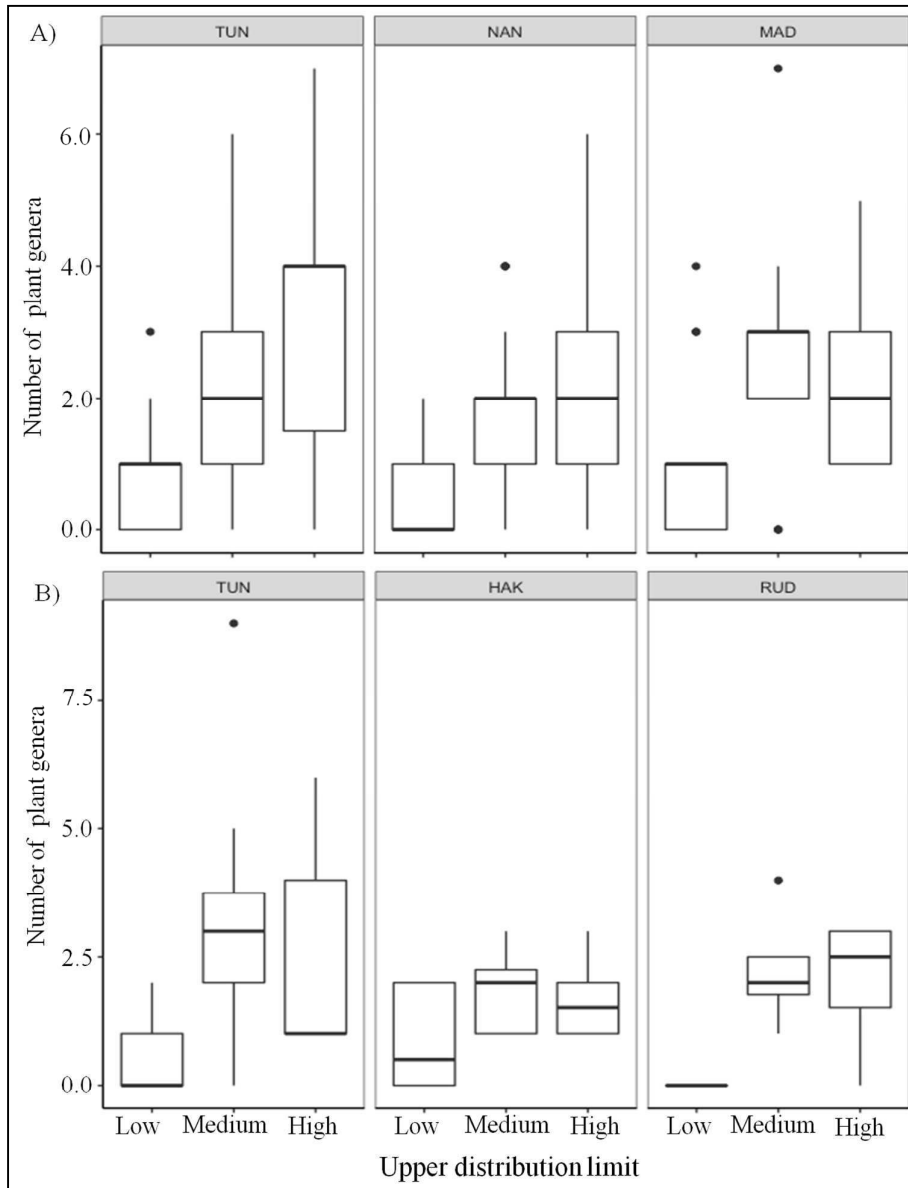 A)
TUN NAN MAD
Number of plant genera
6.0
4.0
2.0
0.0
B)
TUN HAK RUD
Number of plant genera
7.5
5.0
2.5
0.0
Low Medium High Low Medium High Low Medium High
Upper distribution limit